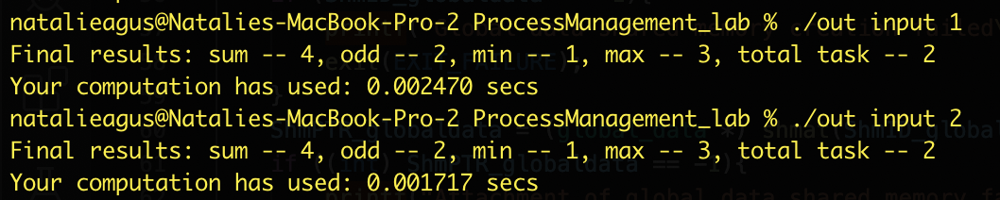 natalieagus@Natalies-MacBook-Pro-2 ProcessManagement_lab % ./out input 1
Final results: sum -- 4, odd -- 2, min -- 1, max -- 3, total task -- 2
Your computation has used: 0.002470 secs
natalieagus@Natalies-MacBook-Pro-2 ProcessManagement_lab % ./out input 2
Final results: sum -- 4, odd -- 2, min -- 1, max -- 3, total task -- 2
Your computation has used: 0.001717 secs